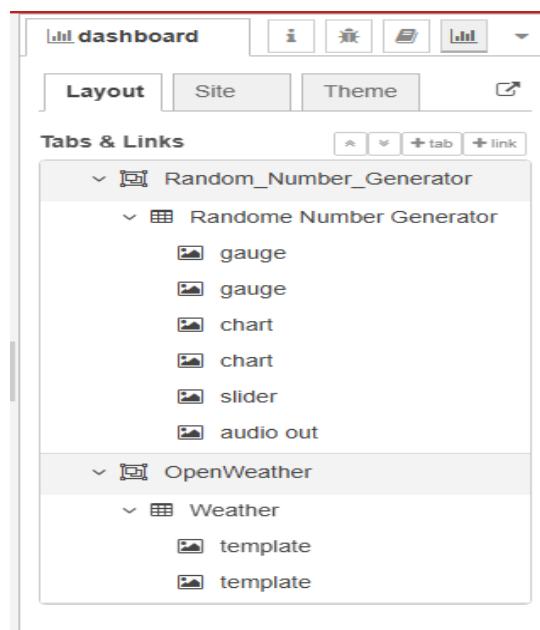 dashboard
Layout Site Theme
Tabs & Links +tab +link
Random_Number_Generator
Randome Number Generator
gauge
gauge
chart
chart
slider
audio out
OpenWeather
Weather
template
template